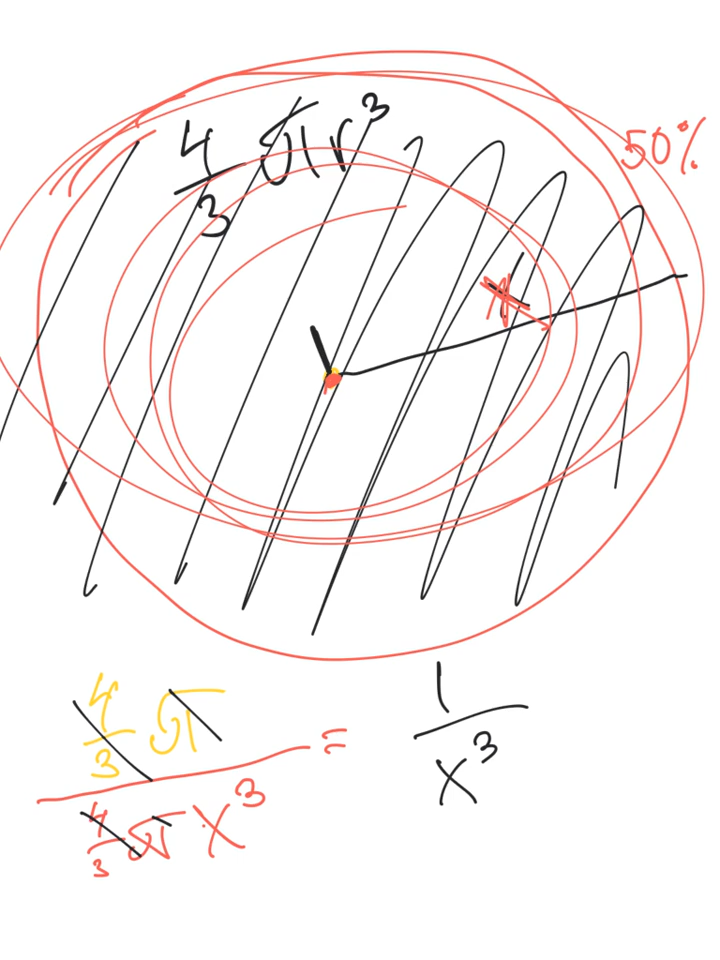 4/3 πr³
50%
x
4/3 π / 4/3 π x³ = 1 / x³